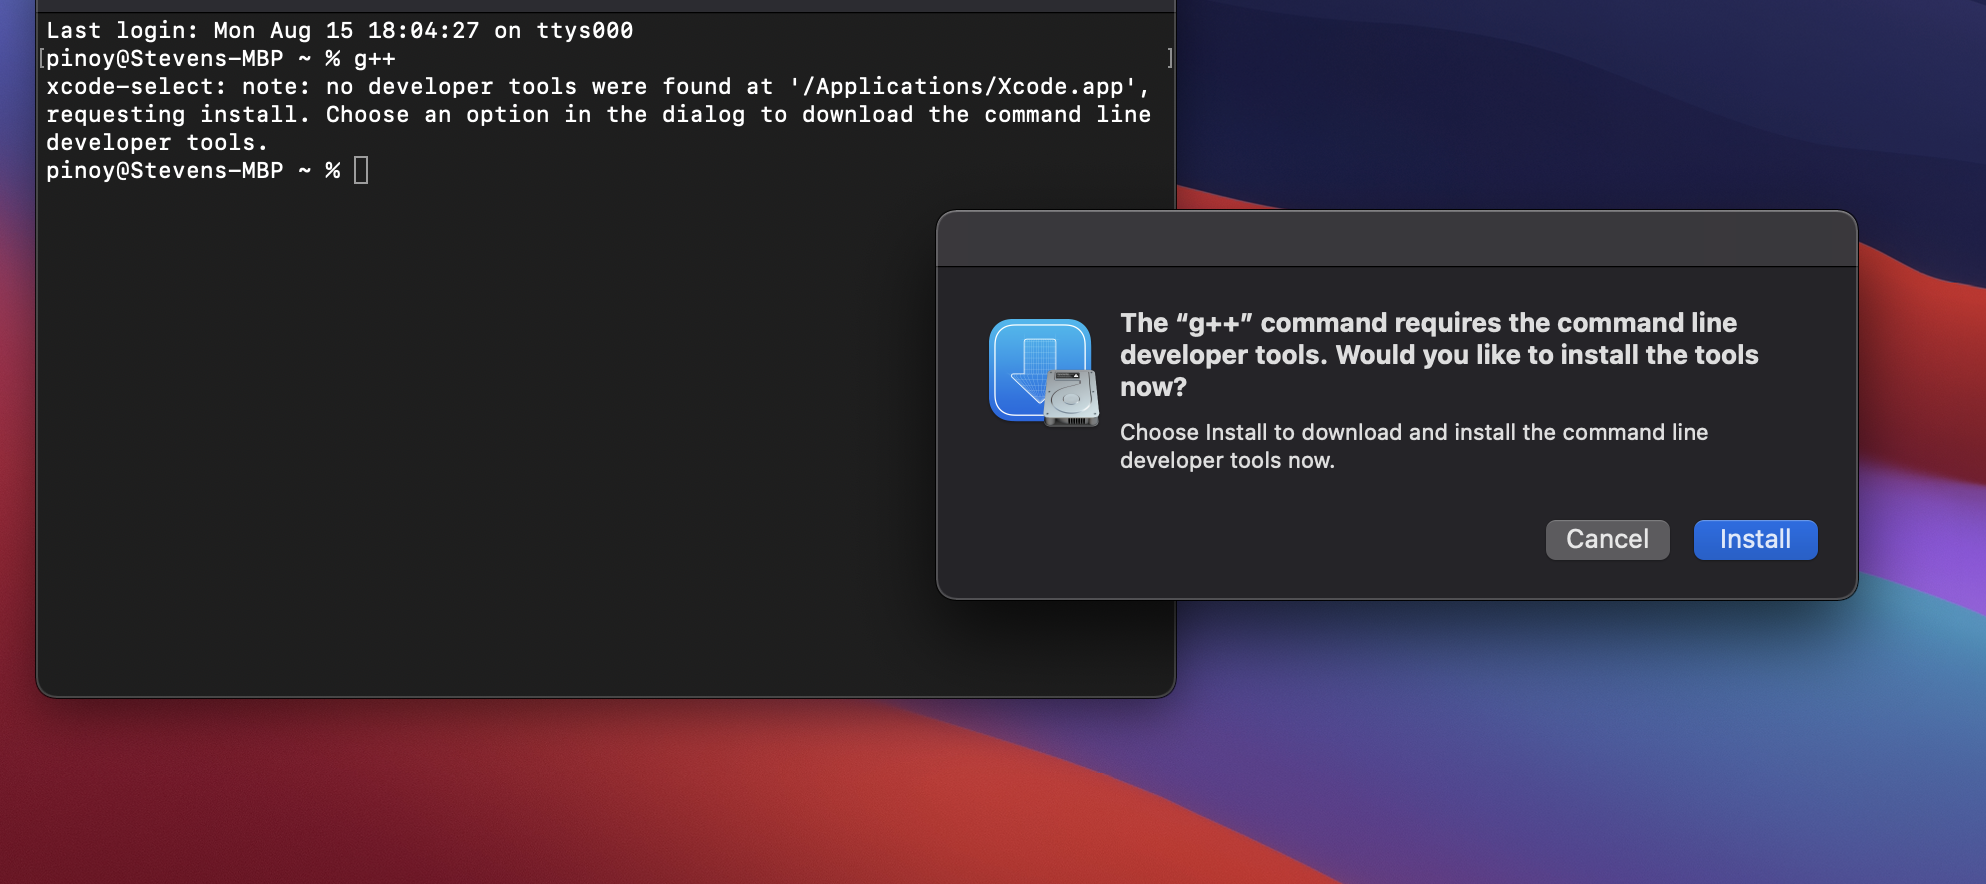 Last login: Mon Aug 15 18:04:27 on ttys000
[pinoy@Stevens-MBP ~ % g++ ]
xcode-select: note: no developer tools were found at '/Applications/Xcode.app',
requesting install. Choose an option in the dialog to download the command line
developer tools.
pinoy@Stevens-MBP ~ %
The “g++” command requires the command line
developer tools. Would you like to install the tools
now?
Choose Install to download and install the command line
developer tools now.
Cancel
Install